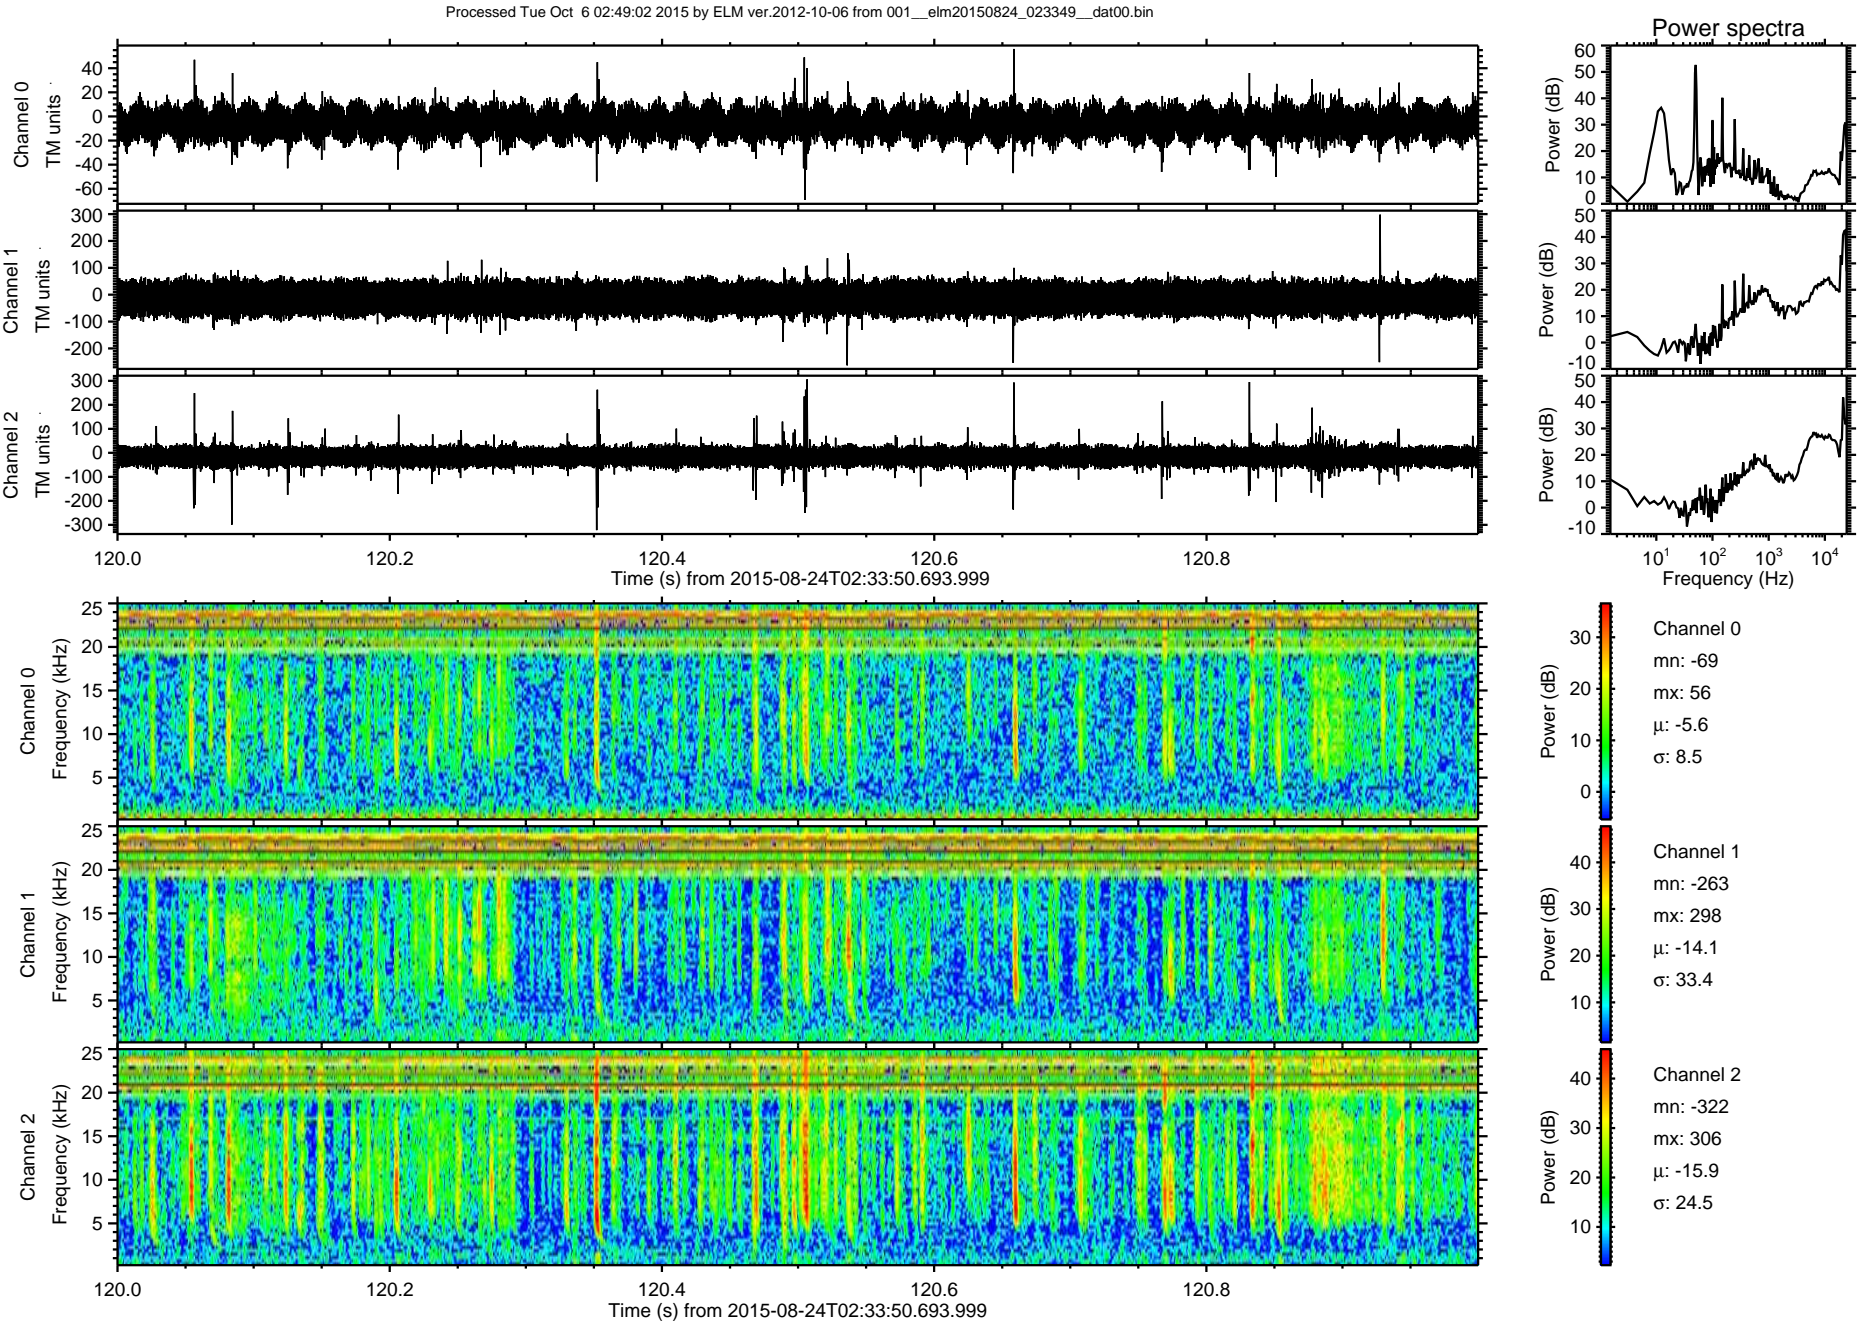 Processed Tue Oct  6 02:49:02 2015 by ELM ver.2012-10-06 from 001__elm20150824_023349__dat00.bin
Power spectra
Channel 0
TM units
40
20
0
-20
-40
-60
Power (dB)
60
50
40
30
20
10
0
Channel 1
TM units
300
200
100
0
-100
-200
Power (dB)
50
40
30
20
10
0
-10
Channel 2
TM units
300
200
100
0
-100
-200
-300
Power (dB)
50
40
30
20
10
0
-10
120.0 120.2 120.4 120.6 120.8
Time (s) from 2015-08-24T02:33:50.693.999
10^1 10^2 10^3 10^4
Frequency (Hz)
Channel 0
Frequency (kHz)
25
20
15
10
5
Power (dB)
30
20
10
0
Channel 0
mn: -69
mx: 56
μ: -5.6
σ: 8.5
Channel 1
Frequency (kHz)
25
20
15
10
5
Power (dB)
40
30
20
10
Channel 1
mn: -263
mx: 298
μ: -14.1
σ: 33.4
Channel 2
Frequency (kHz)
25
20
15
10
5
Power (dB)
40
30
20
10
Channel 2
mn: -322
mx: 306
μ: -15.9
σ: 24.5
120.0 120.2 120.4 120.6 120.8
Time (s) from 2015-08-24T02:33:50.693.999